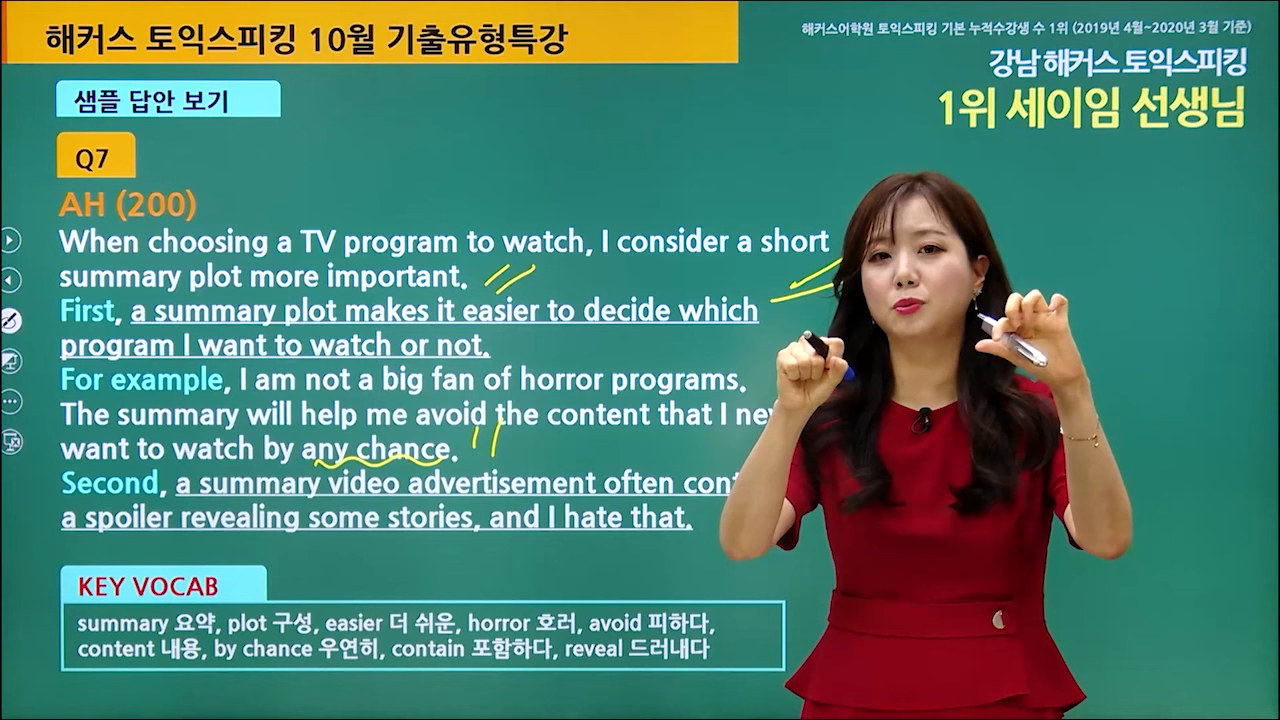 해커스 토익스피킹 10월 기출유형특강
해커스어학원 토익스피킹 기본 누적수강생 수 1위 (2019년 4월~2020년 3월 기준)
강남 해커스 토익스피킹
1위 세이임 선생님
샘플 답안 보기
Q7
AH (200)
When choosing a TV program to watch, I consider a short
summary plot more important.
First, a summary plot makes it easier to decide which
program I want to watch or not.
For example, I am not a big fan of horror programs.
The summary will help me avoid the content that I
want to watch by any chance.
Second, a summary video advertisement often
a spoiler revealing some stories, and I hate that.
KEY VOCAB
summary 요약, plot 구성, easier 더 쉬운, horror 호러, avoid 피하다,
content 내용, by chance 우연히, contain 포함하다, reveal 드러내다